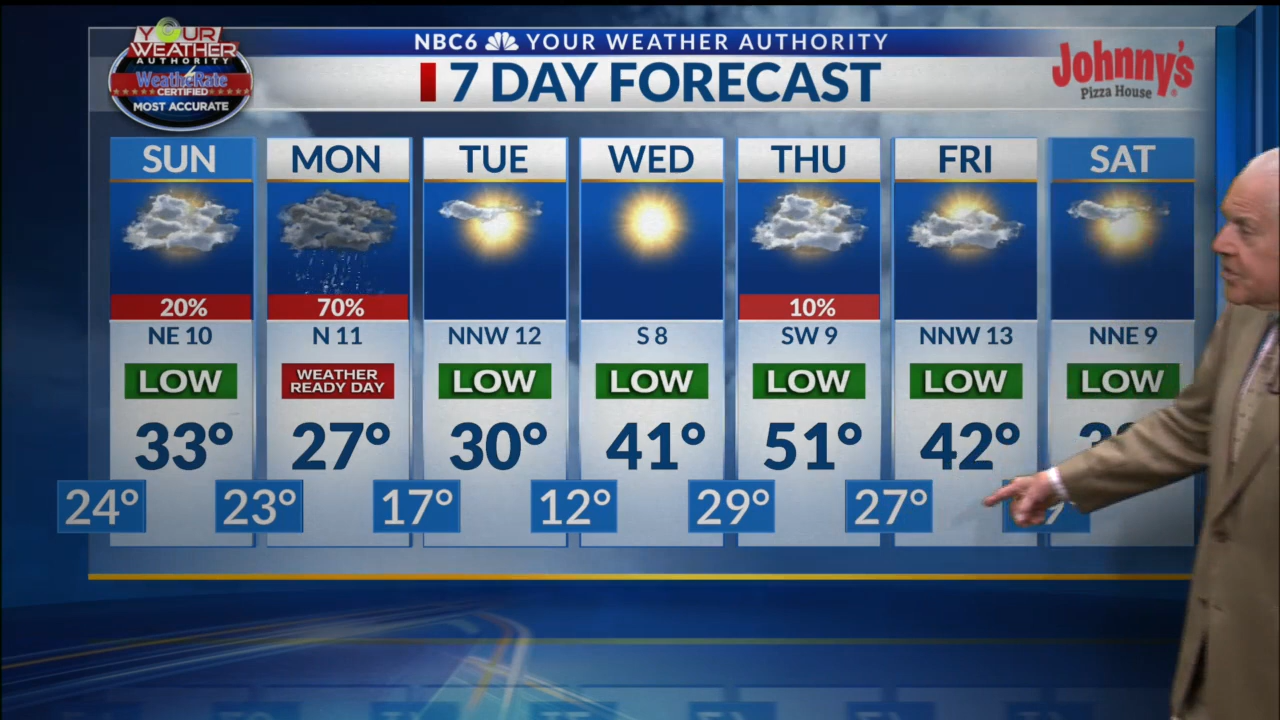 YOUR
WEATHER
AUTHORITY
WeatheRate
CERTIFIED
MOST ACCURATE
NBC6 YOUR WEATHER AUTHORITY
7 DAY FORECAST
Johnny's
Pizza House
SUN MON TUE WED THU FRI SAT
20% 70% 10%
NE 10 N 11 NNW 12 S 8 SW 9 NNW 13 NNE 9
LOW WEATHER READY DAY LOW LOW LOW LOW LOW
33° 27° 30° 41° 51° 42°
24° 23° 17° 12° 29° 27°